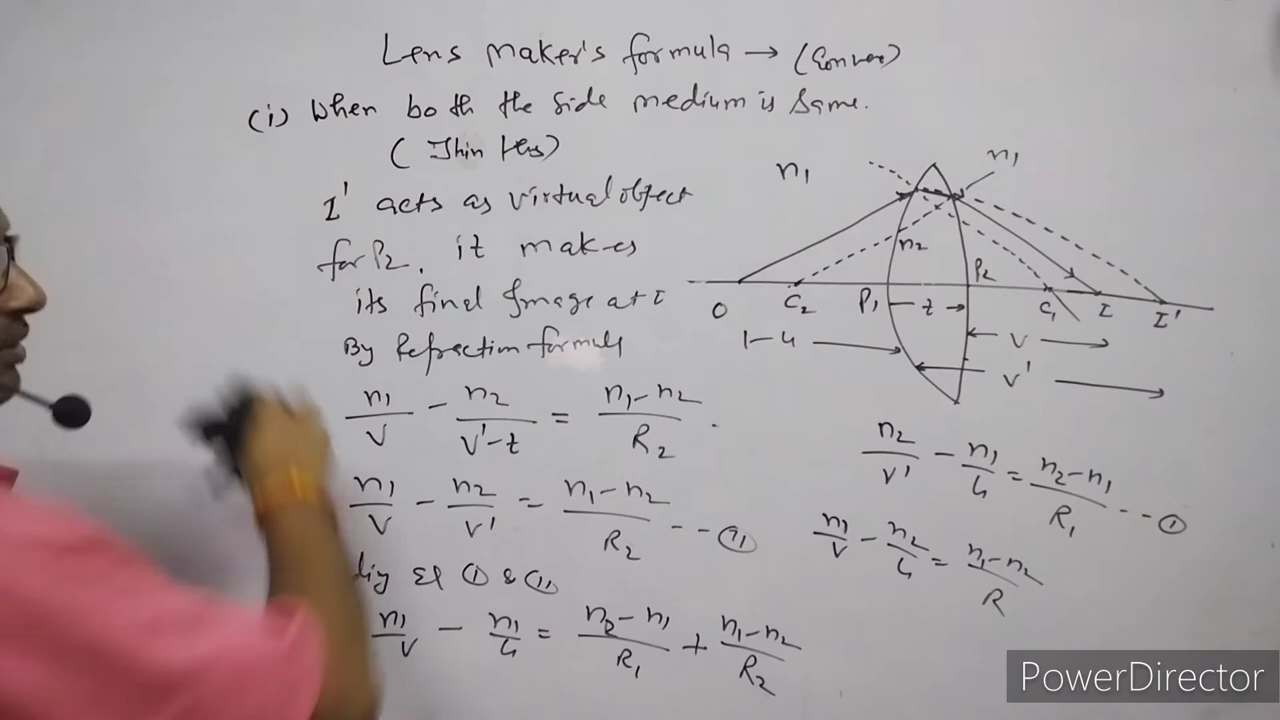 Lens maker's formula → (Convex)
(i) When both the side medium is same.
(Thin lens)
I' acts as virtual object
for P2. it makes
its final Image at I
By Refraction formula
n1/V - n2/V'-t = n1-n2/R2 .
n1/V - n2/V' = n1-n2/R2 --- (ii)
ding Eq (i) & (ii)
n1/V - n1/u = n2-n1/R1 + n1-n2/R2
n1 n1
n2
P2
O C2 P1 t C1 I I'
-u V
V'
n2/V' - n1/u = n2-n1/R1 --- (i)
n1/V - n2/u = n1-n2/R
PowerDirector